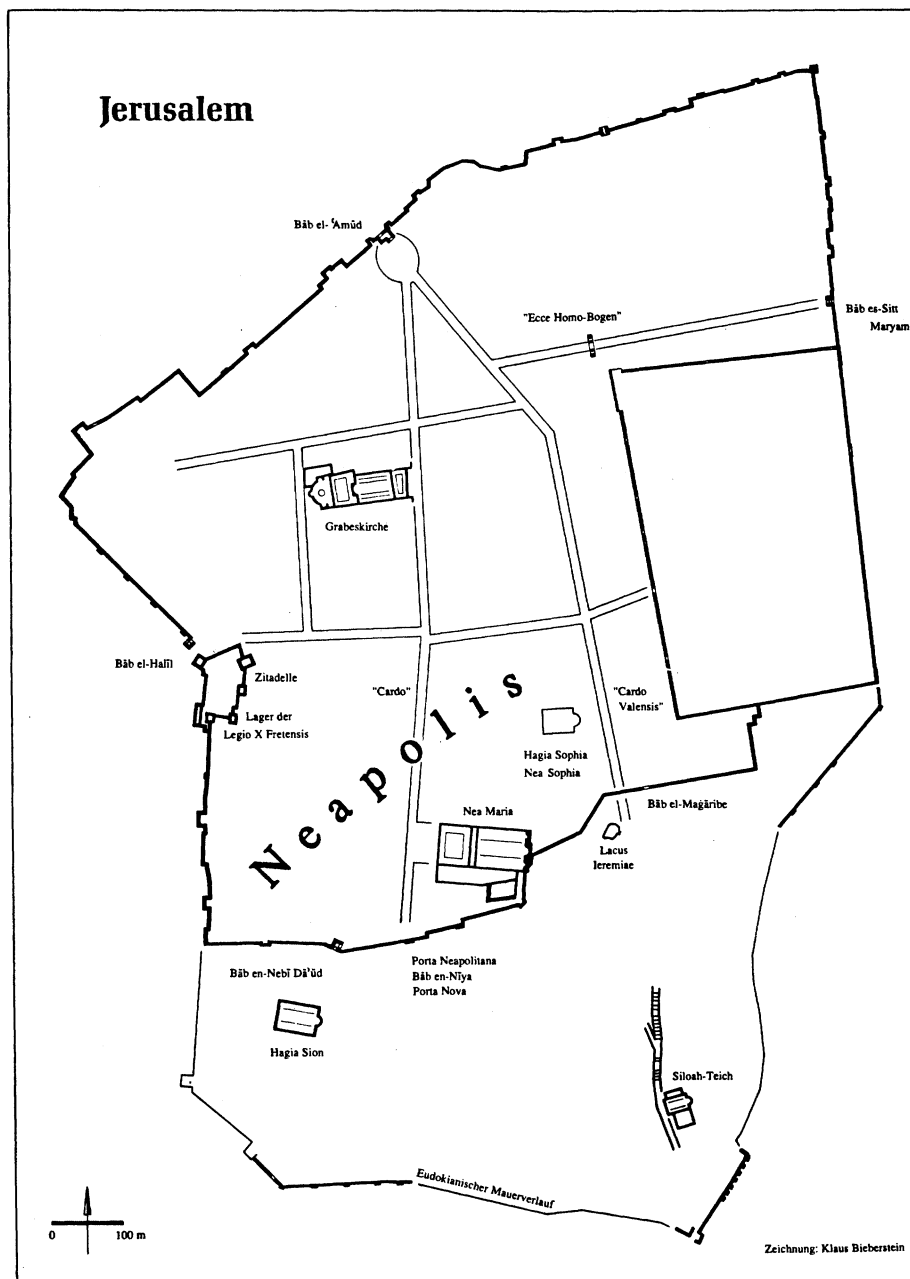 Jerusalem
Bāb el-ʿAmūd
"Ecce Homo-Bogen"
Bāb es-Sitt
Maryam
Grabeskirche
Bāb el-Halīl
Zitadelle
Lager der
Legio X Fretensis
"Cardo"
"Cardo
Valensis"
Neapolis
Hagia Sophia
Nea Sophia
Nea Maria
Bāb el-Maġāribe
Lacus
Ieremiae
Bāb en-Nebī Dā'ūd
Porta Neapolitana
Bāb en-Nīya
Porta Nova
Hagia Sion
Siloah-Teich
Eudokianischer Mauerverlauf
0 100 m
Zeichnung: Klaus Bieberstein